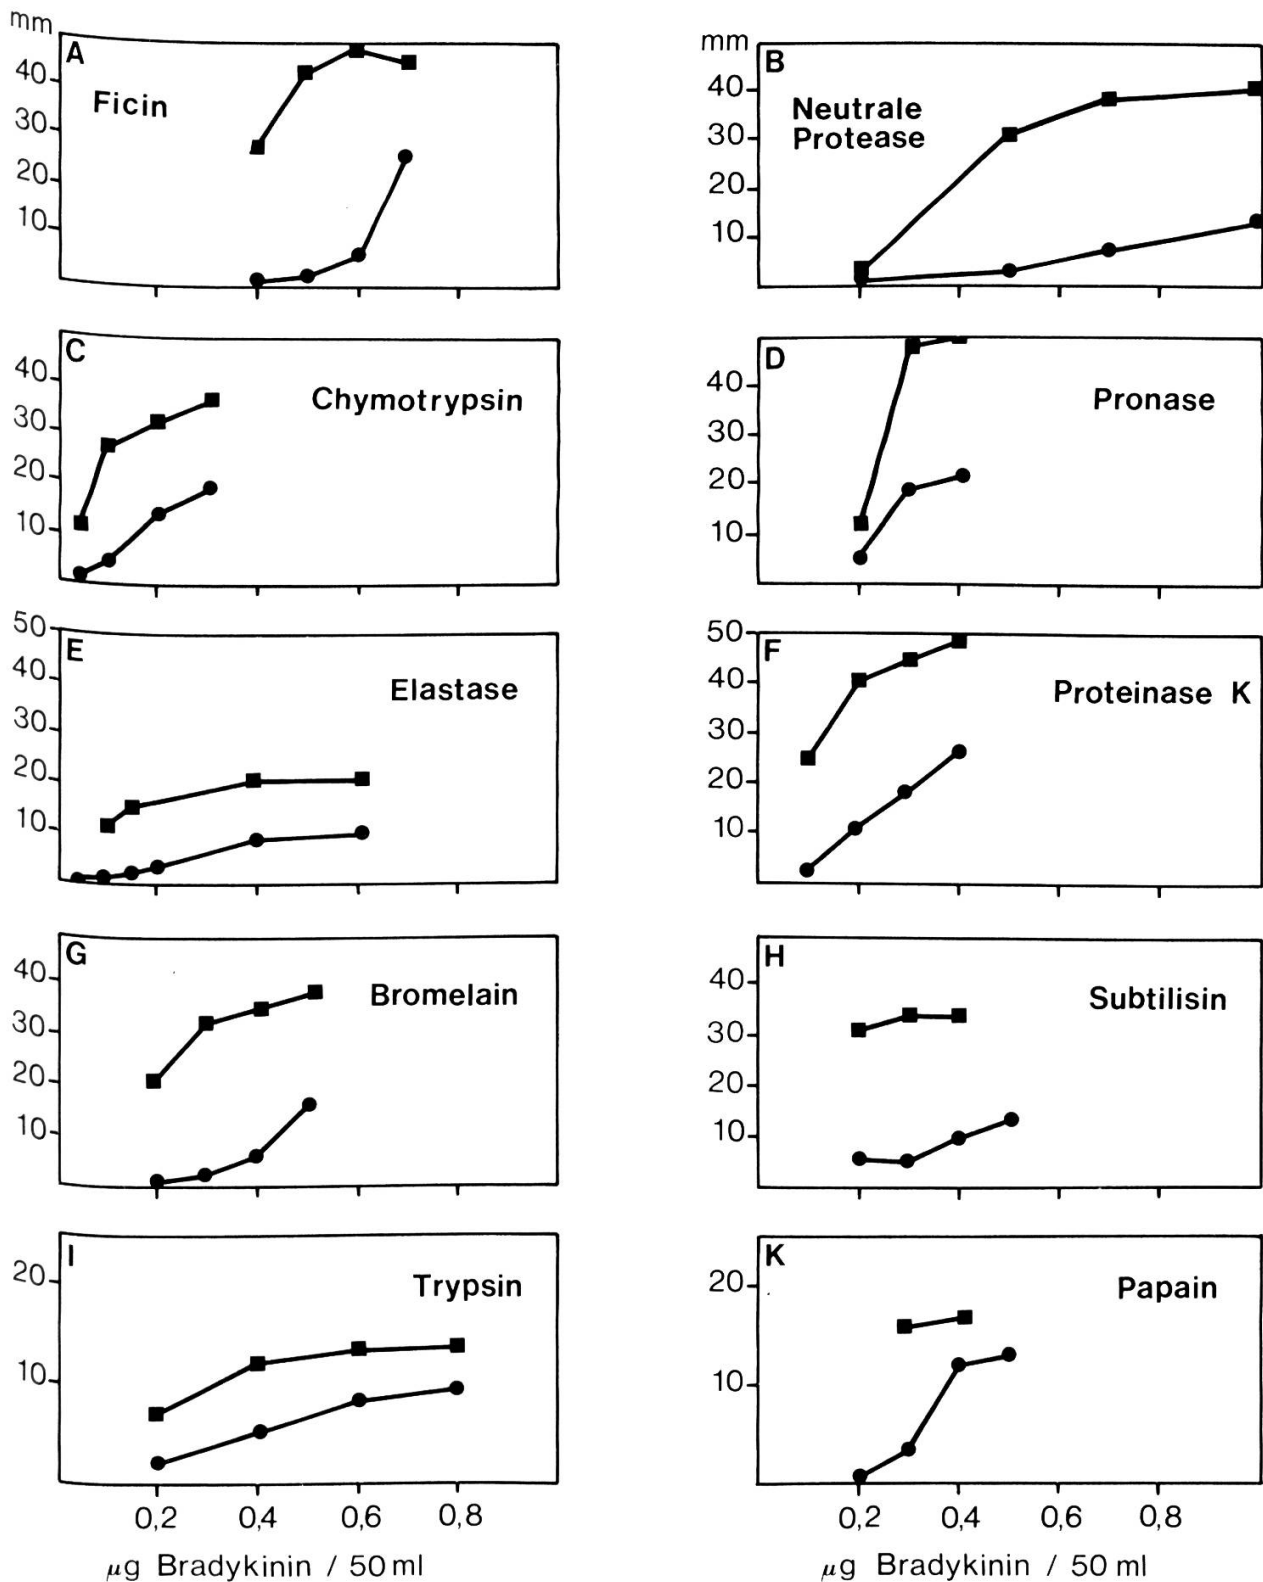 mm
A
Ficin
40
30
20
10
mm
B
Neutrale
Protease
40
30
20
10
C
Chymotrypsin
40
30
20
10
D
Pronase
40
30
20
10
E
Elastase
50
40
30
20
10
F
Proteinase K
50
40
30
20
10
G
Bromelain
40
30
20
10
H
Subtilisin
40
30
20
10
I
Trypsin
20
10
0,2 0,4 0,6 0,8
µg Bradykinin / 50 ml
K
Papain
20
10
0,2 0,4 0,6 0,8
µg Bradykinin / 50 ml